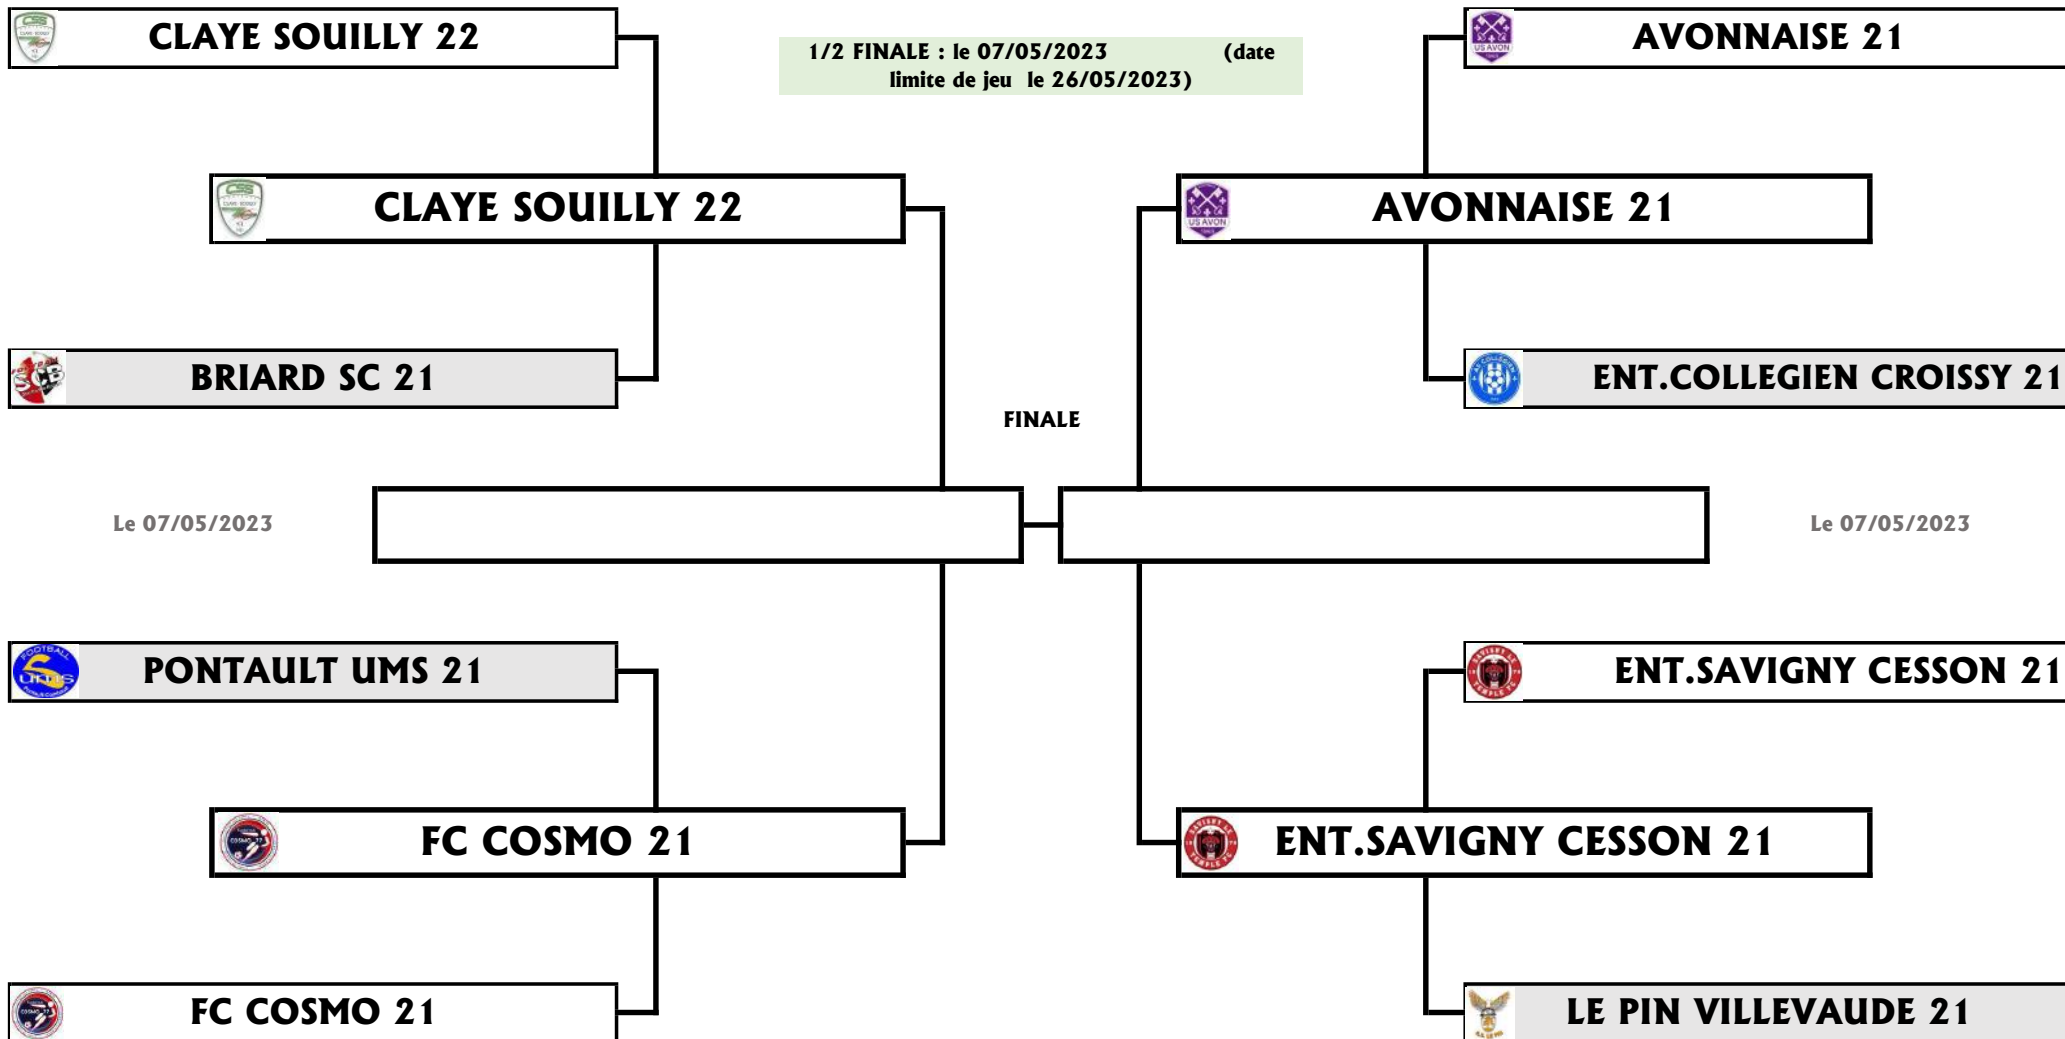 CLAYE SOUILLY 22
1/2 FINALE : le 07/05/2023 (date
limite de jeu le 26/05/2023)
AVONNAISE 21
CLAYE SOUILLY 22
AVONNAISE 21
BRIARD SC 21
ENT.COLLEGIEN CROISSY 21
FINALE
Le 07/05/2023
Le 07/05/2023
PONTAULT UMS 21
ENT.SAVIGNY CESSON 21
FC COSMO 21
ENT.SAVIGNY CESSON 21
FC COSMO 21
LE PIN VILLEVAUDE 21